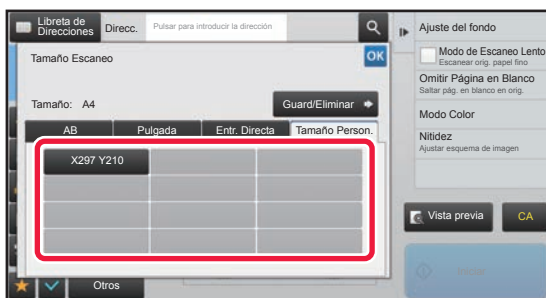 Libreta de
Direcciones
Direcc.
Pulsar para introducir la dirección
Tamaño Escaneo
OK
Tamaño: A4
Guard/Eliminar
AB
Pulgada
Entr. Directa
Tamaño Person.
X297 Y210
Otros
Ajuste del fondo
Modo de Escaneo Lento
Escanear orig. papel fino
Omitir Página en Blanco
Saltar pág. en blanco en orig.
Modo Color
Nitidez
Ajustar esquema de imagen
Vista previa
CA